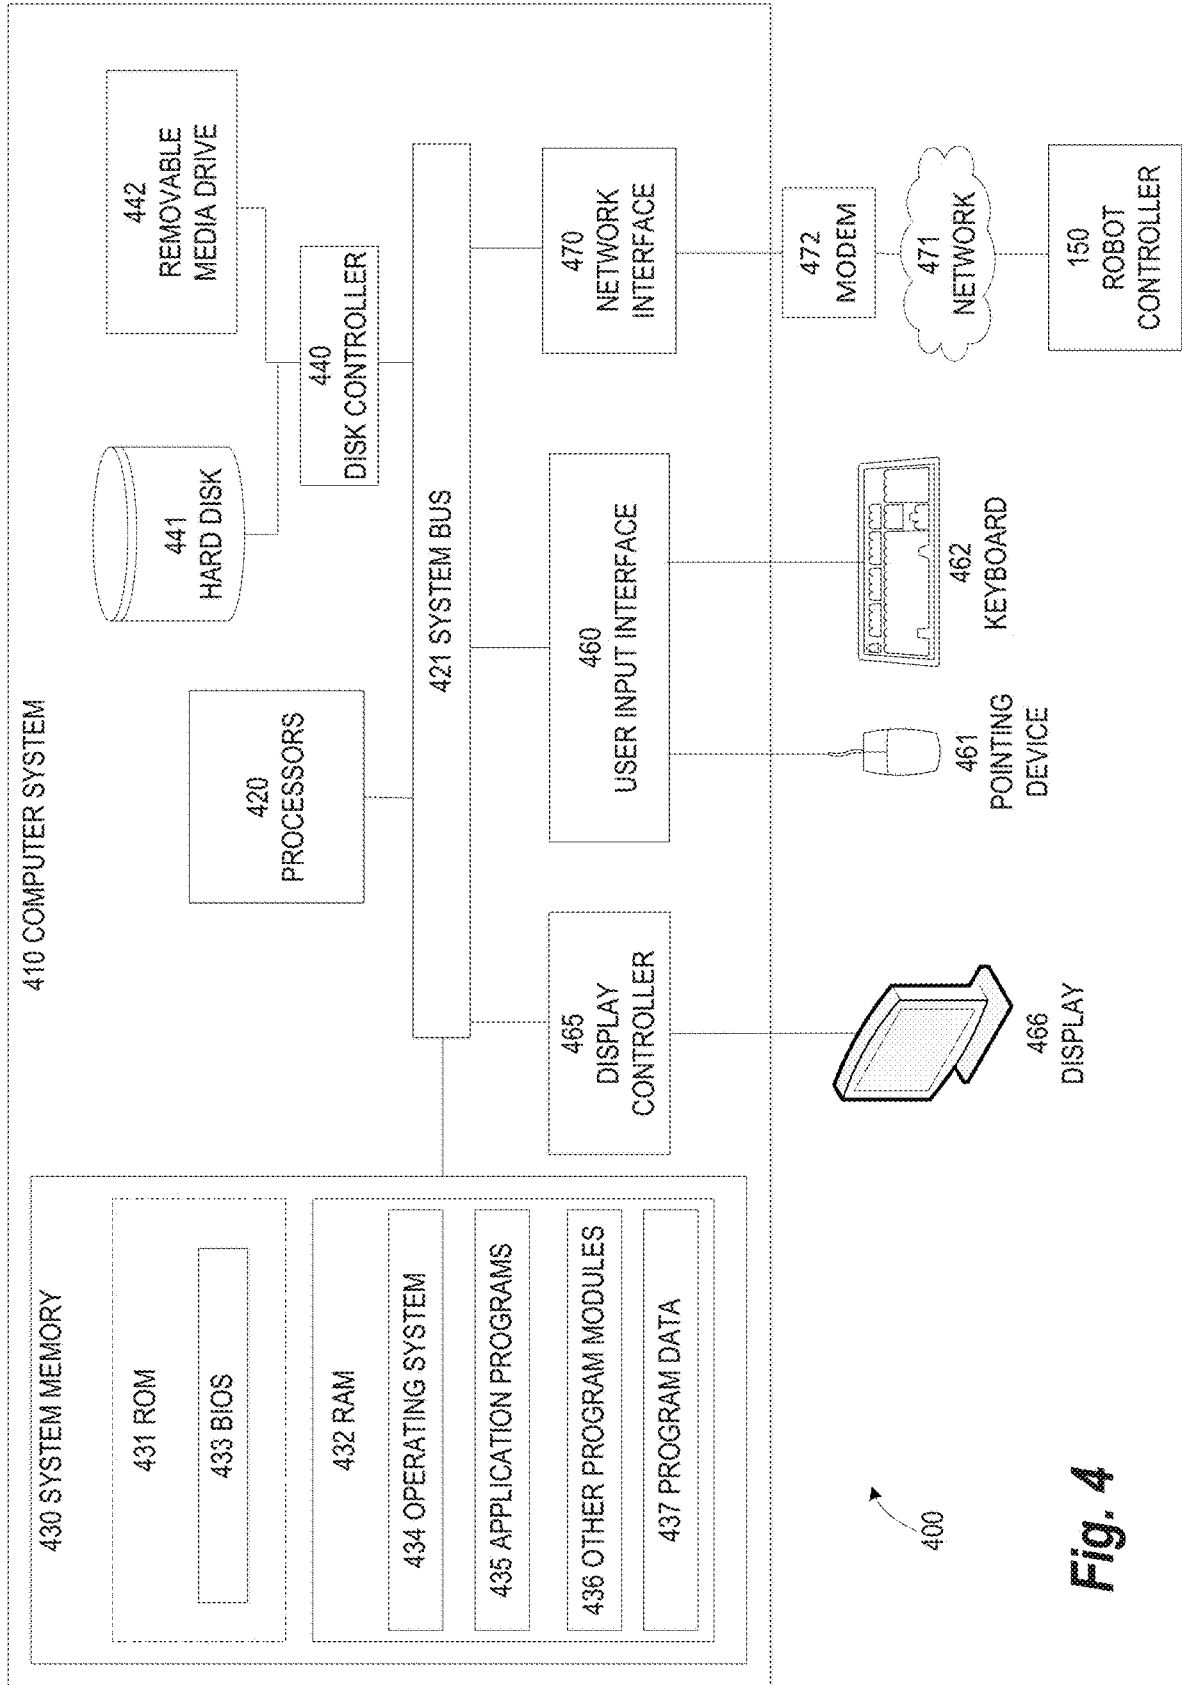 410 COMPUTER SYSTEM
430 SYSTEM MEMORY
431 ROM
433 BIOS
432 RAM
434 OPERATING SYSTEM
435 APPLICATION PROGRAMS
436 OTHER PROGRAM MODULES
437 PROGRAM DATA
420
PROCESSORS
441
HARD DISK
442
REMOVABLE
MEDIA DRIVE
440
DISK CONTROLLER
421 SYSTEM BUS
465
DISPLAY
CONTROLLER
460
USER INPUT INTERFACE
470
NETWORK
INTERFACE
472
MODEM
471
NETWORK
150
ROBOT
CONTROLLER
466
DISPLAY
461
POINTING
DEVICE
462
KEYBOARD
400
Fig. 4